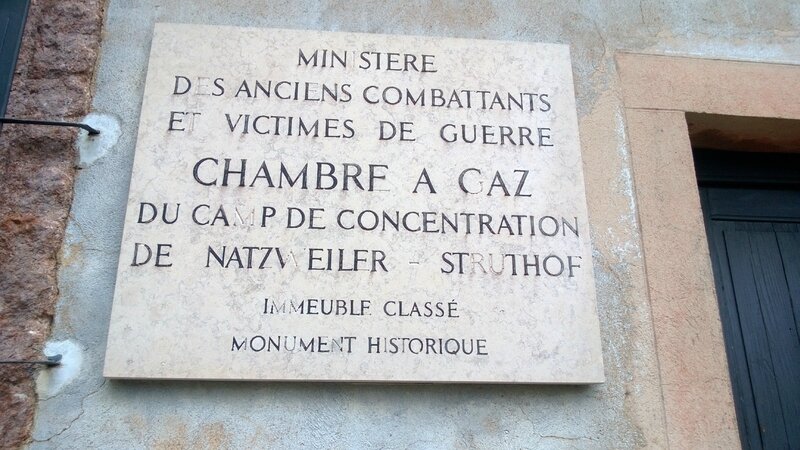 MINISTERE
DES ANCIENS COMBATTANTS
ET VICTIMES DE GUERRE
CHAMBRE A GAZ
DU CAMP DE CONCENTRATION
DE NATZWEILER - STRUTHOF
IMMEUBLE CLASSÉ
MONUMENT HISTORIQUE